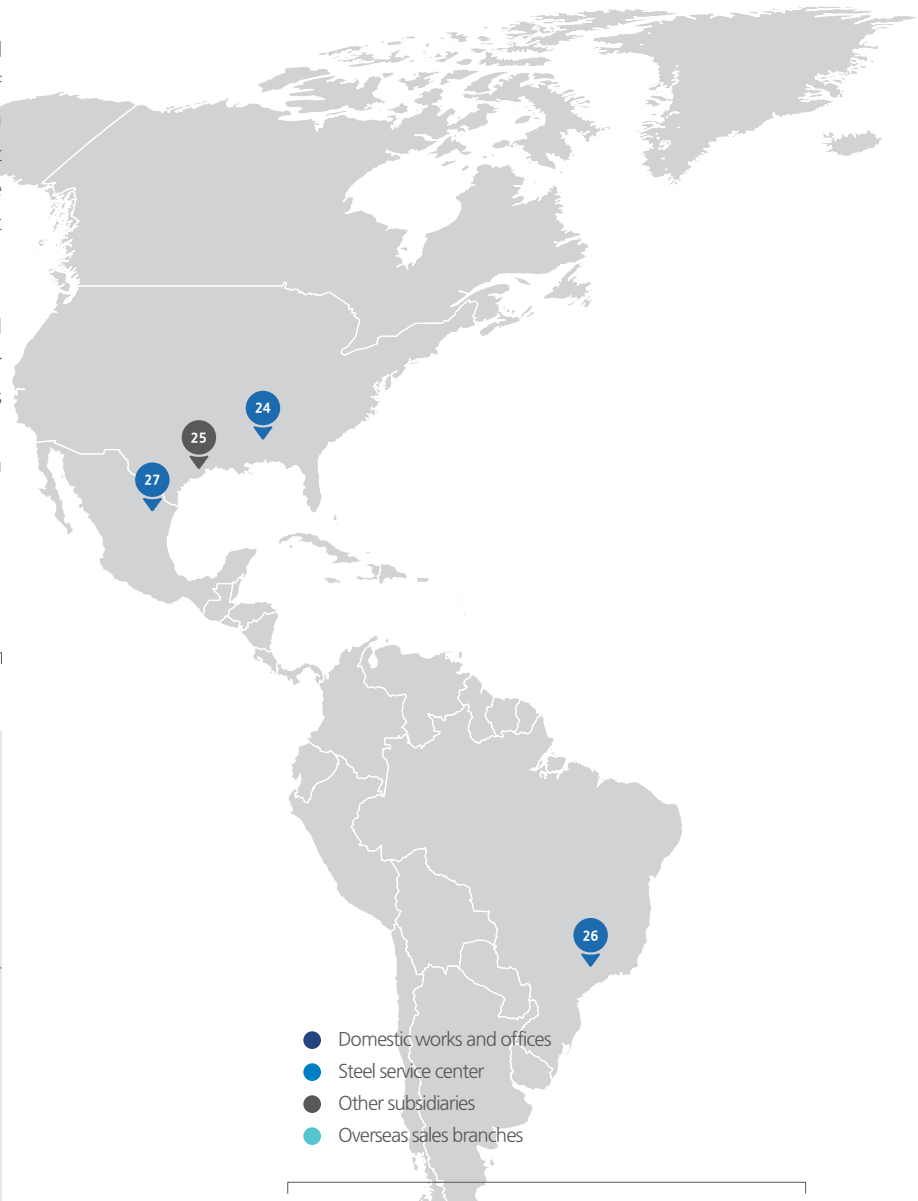 24
25
27
26
Domestic works and offices
Steel service center
Other subsidiaries
Overseas sales branches